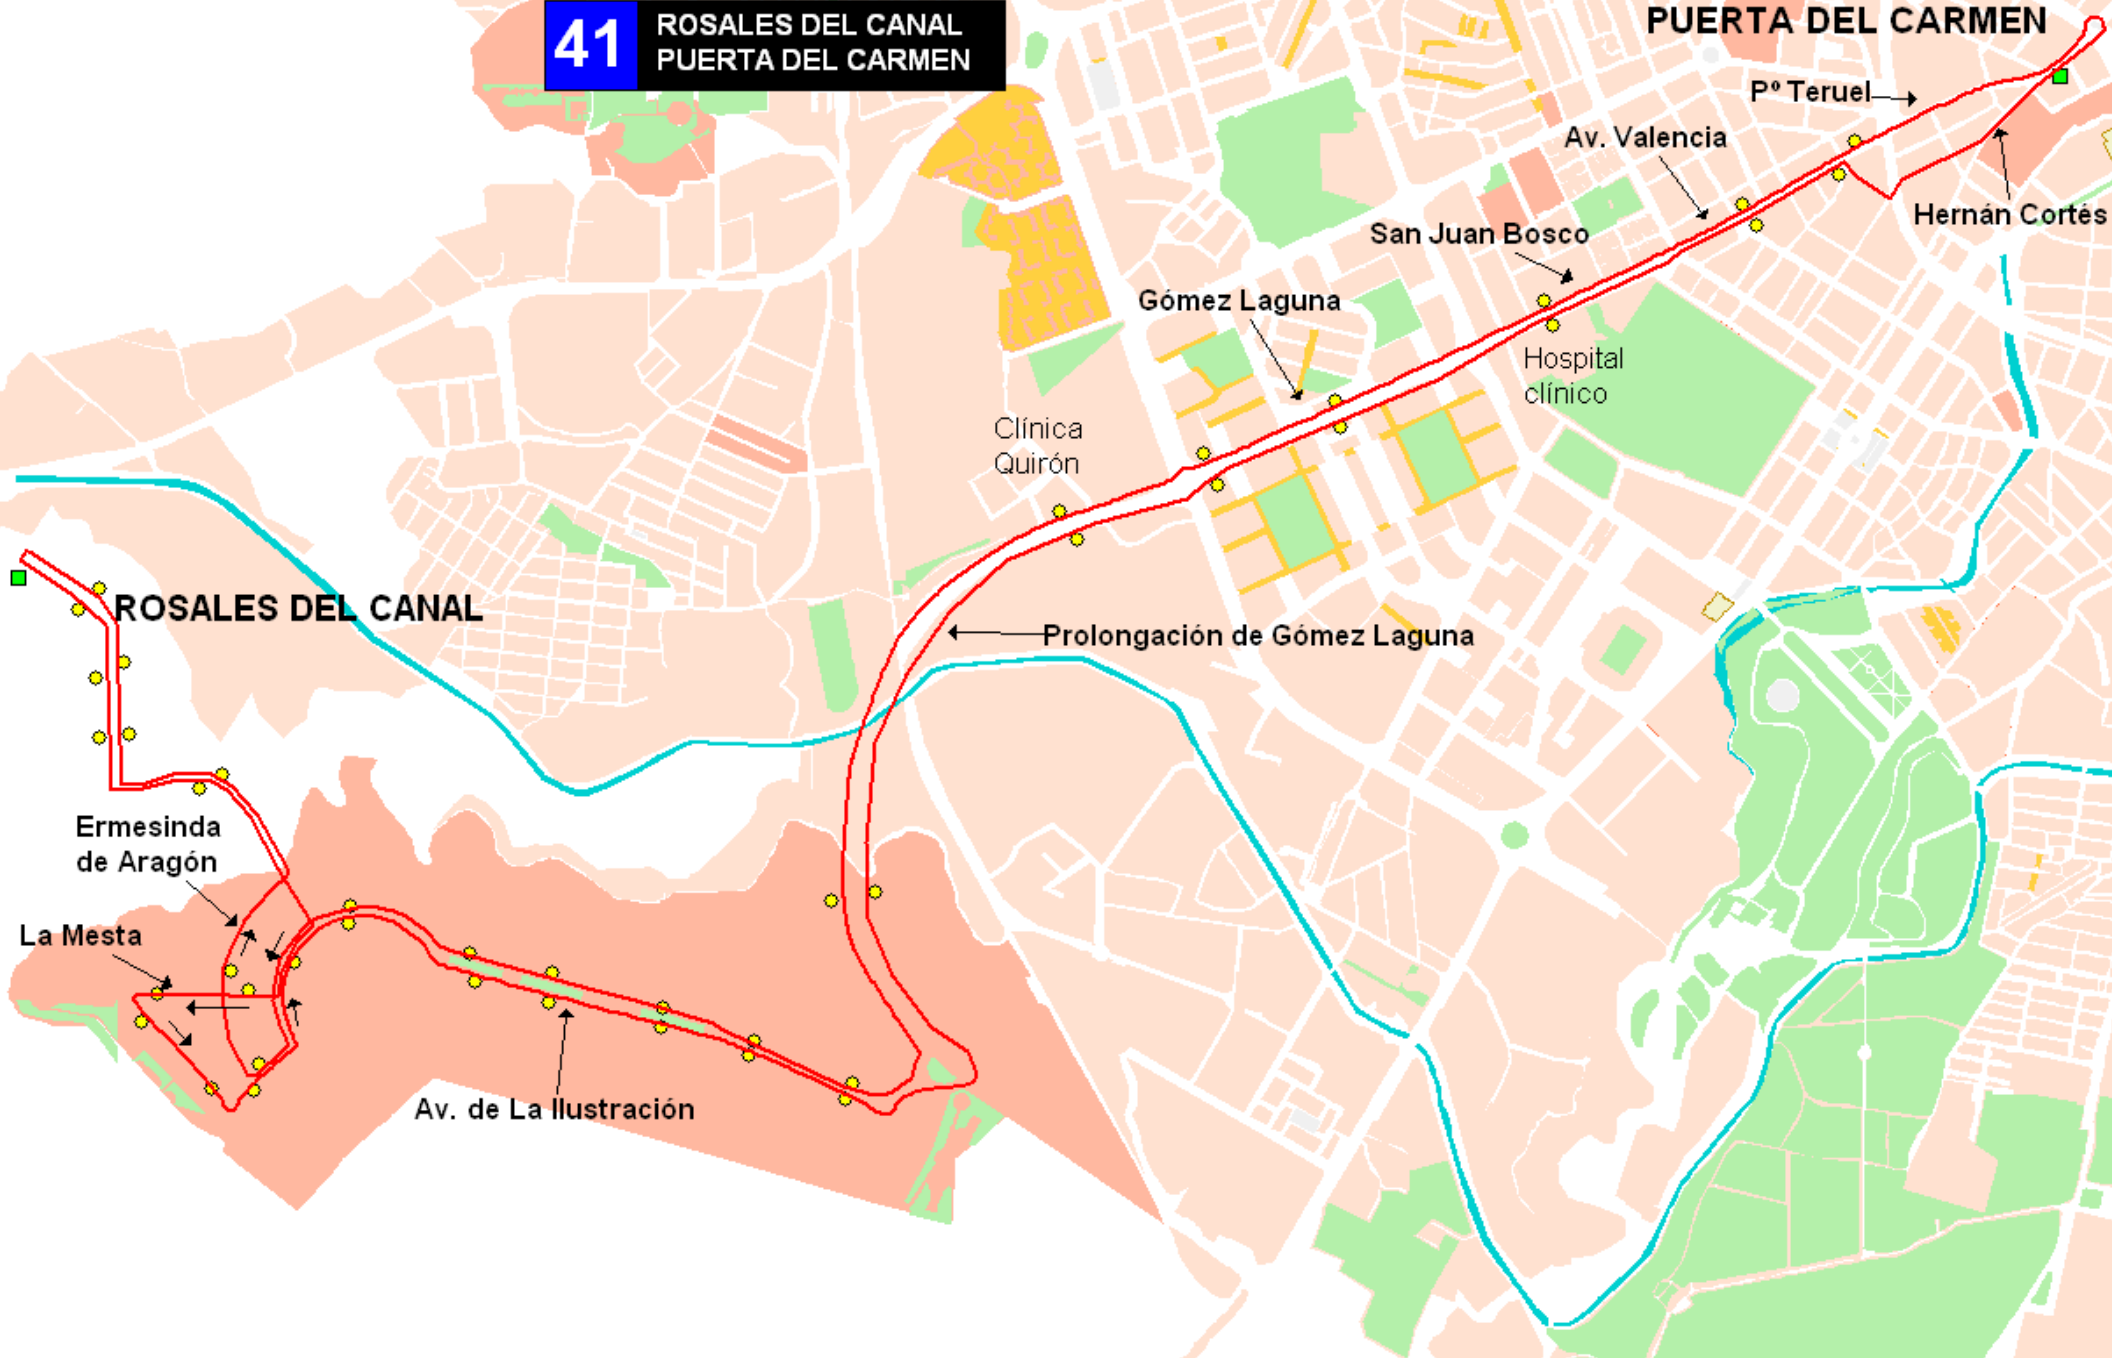 41
ROSALES DEL CANAL
PUERTA DEL CARMEN
PUERTA DEL CARMEN
Pº Teruel
Av. Valencia
Hernán Cortés
San Juan Bosco
Gómez Laguna
Hospital
clínico
Clínica
Quirón
ROSALES DEL CANAL
Prolongación de Gómez Laguna
Ermesinda
de Aragón
La Mesta
Av. de La Ilustración